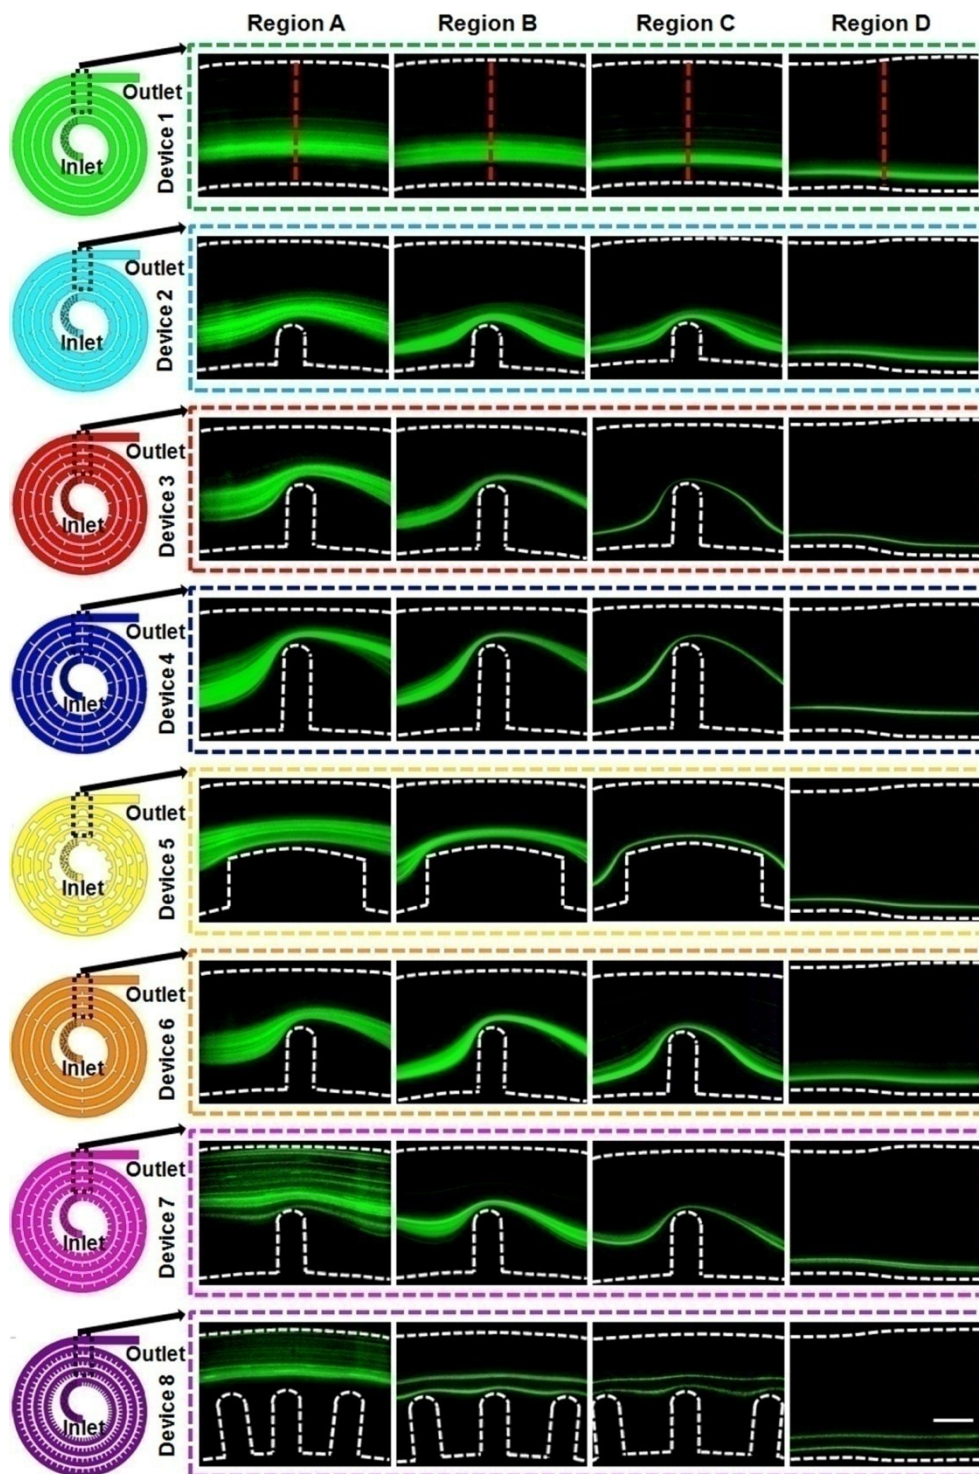 Region A Region B Region C Region D
Outlet
Inlet
Device 1
Outlet
Inlet
Device 2
Outlet
Inlet
Device 3
Outlet
Inlet
Device 4
Outlet
Inlet
Device 5
Outlet
Inlet
Device 6
Outlet
Inlet
Device 7
Outlet
Inlet
Device 8